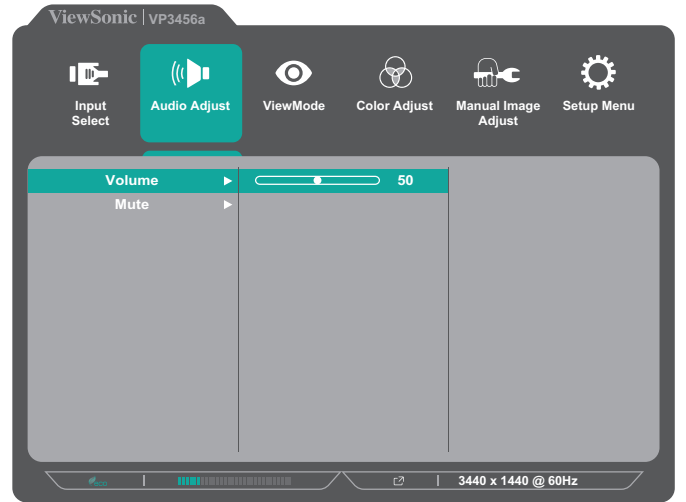 ViewSonic VP3456a
Input
Select
Audio Adjust
ViewMode
Color Adjust
Manual Image
Adjust
Setup Menu
Volume
50
Mute
eco
3440 x 1440 @ 60Hz